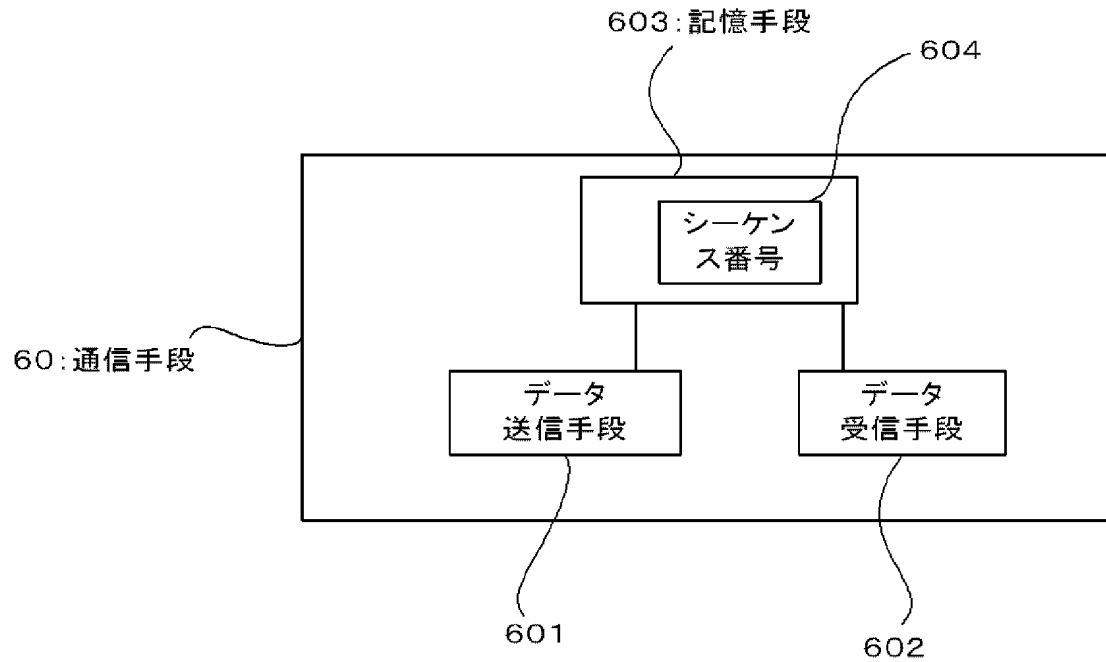 603:記憶手段
604
シーケン
ス番号
60:通信手段
データ
送信手段
データ
受信手段
601
602